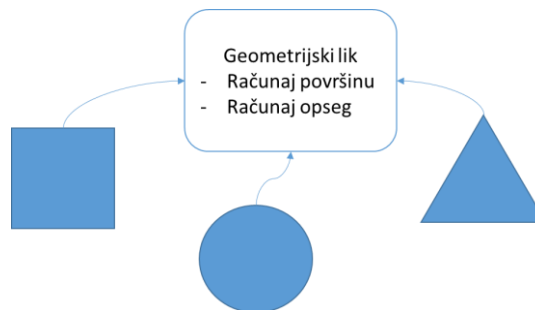 Geometrijski lik
- Računaj površinu
- Računaj opseg